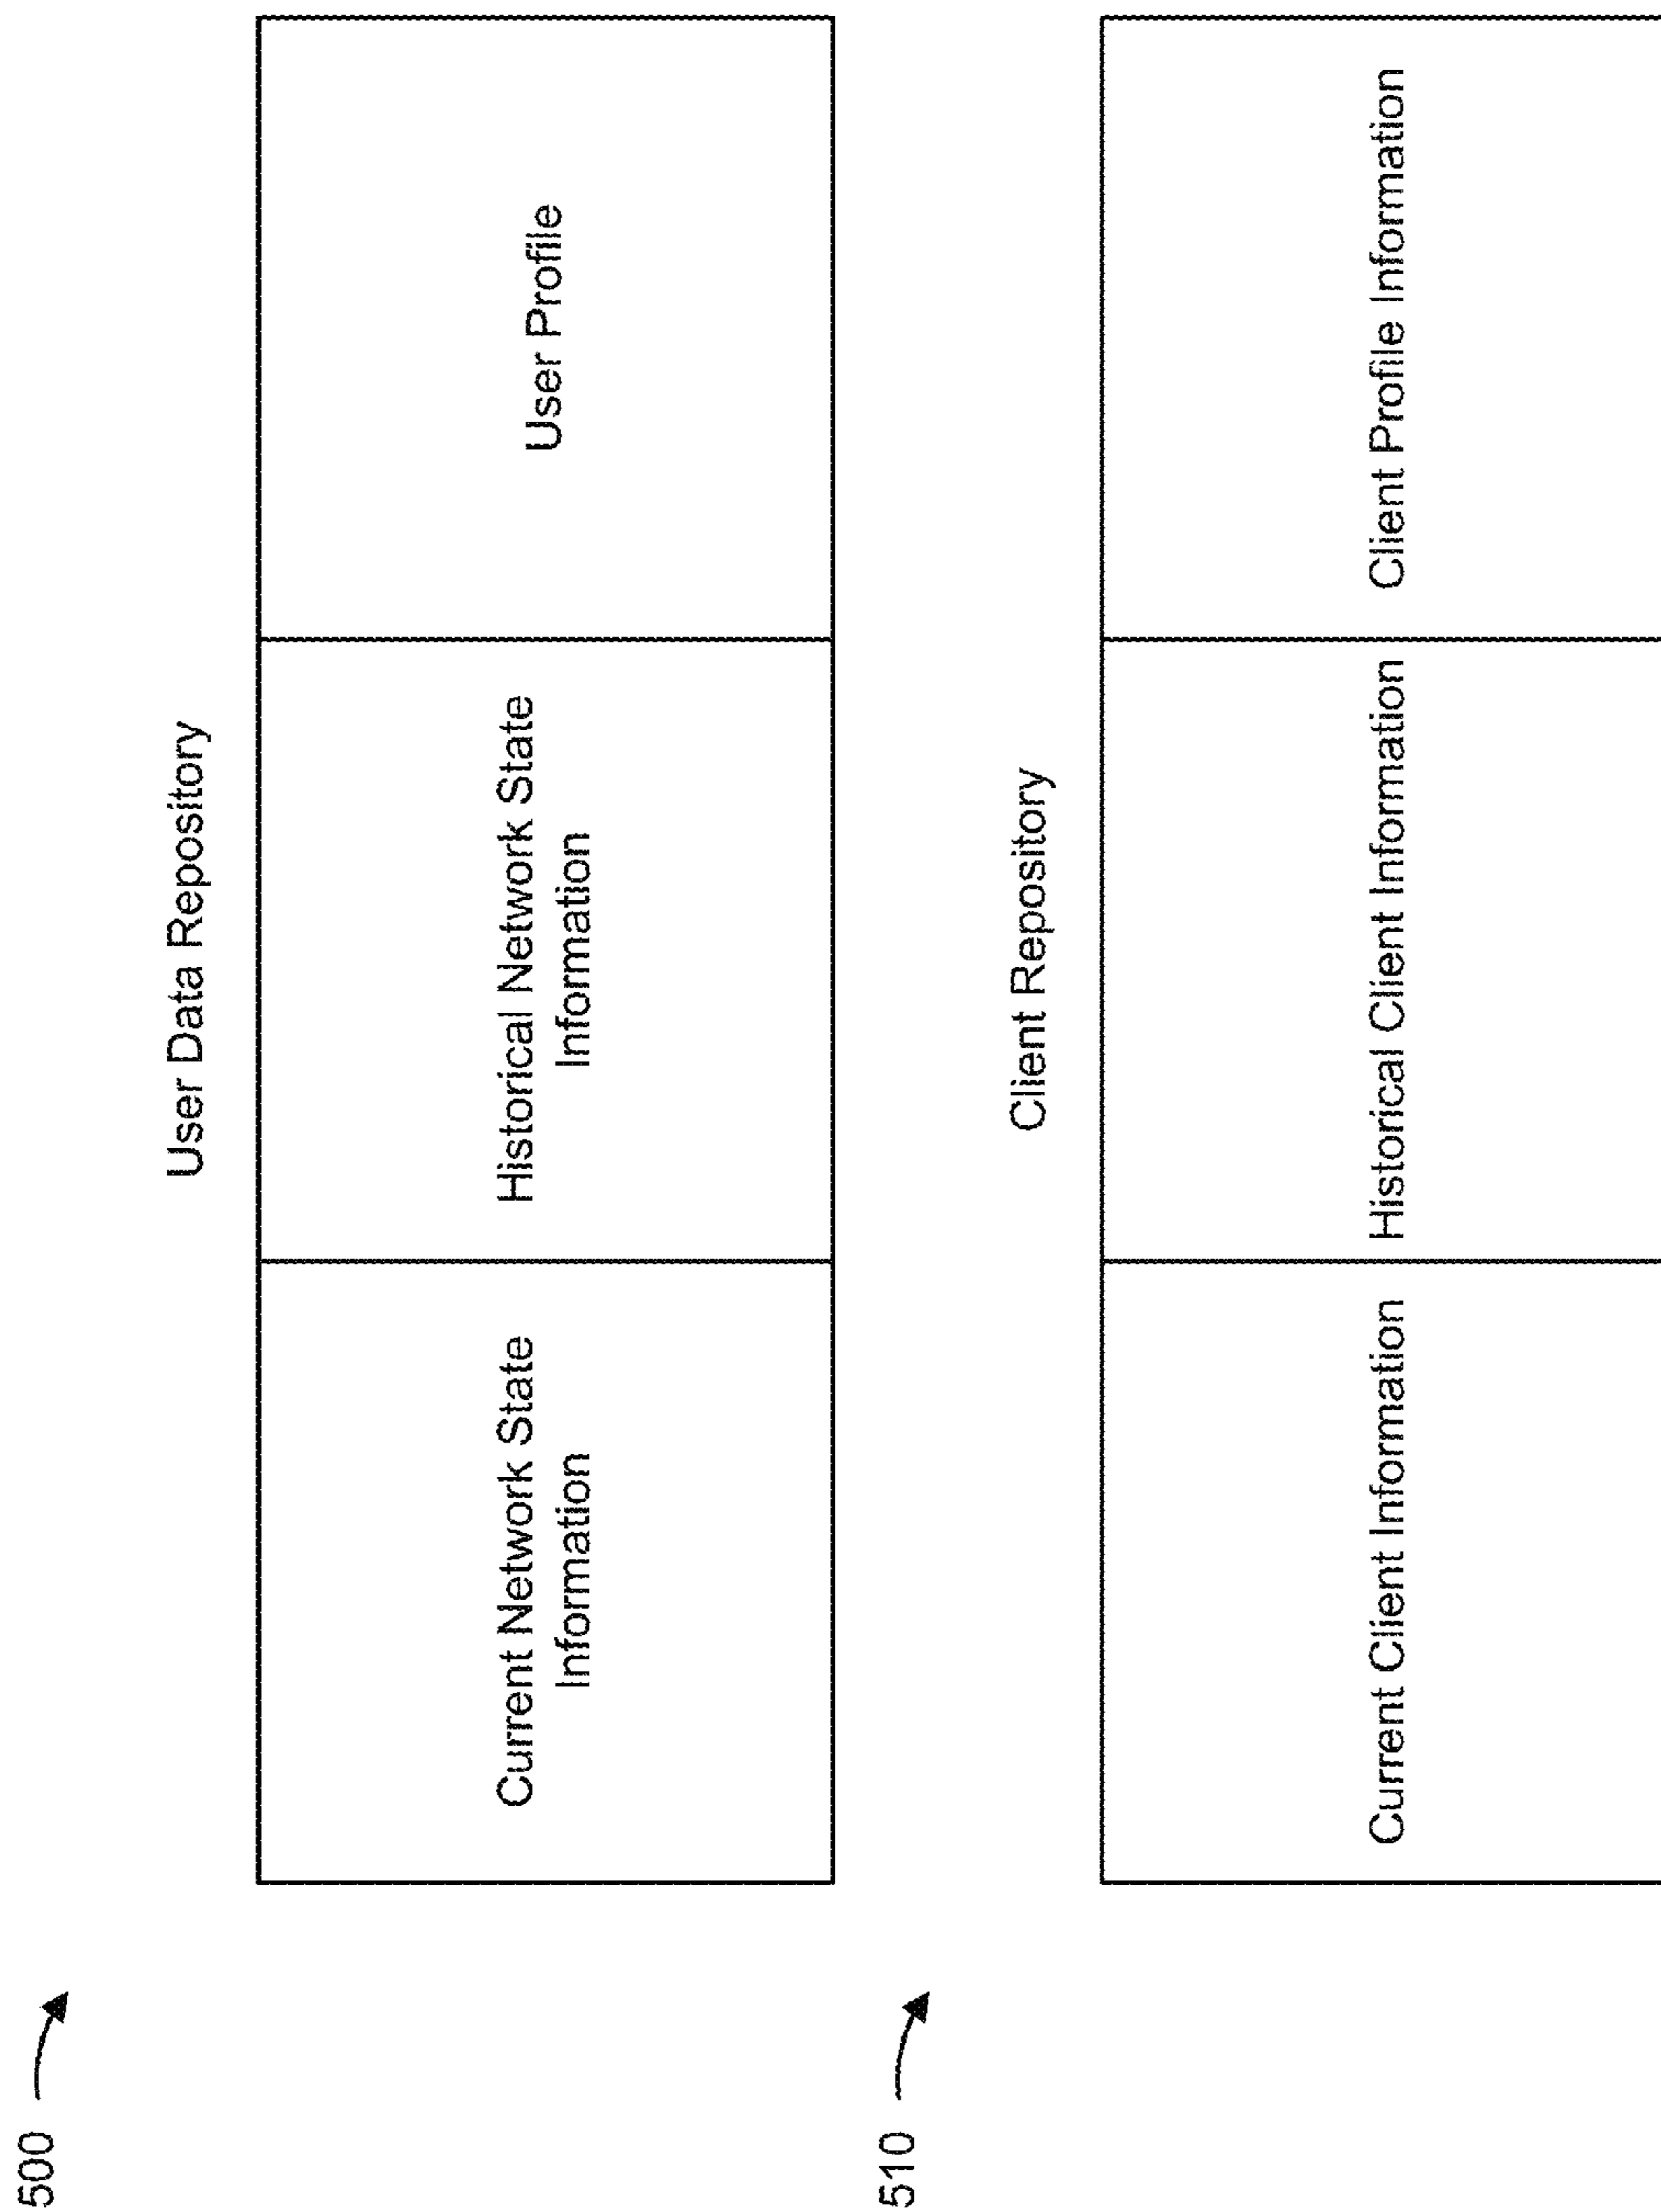 500
User Data Repository
Current Network State
Information
Historical Network State
Information
User Profile
510
Client Repository
Current Client Information
Historical Client Information
Client Profile Information